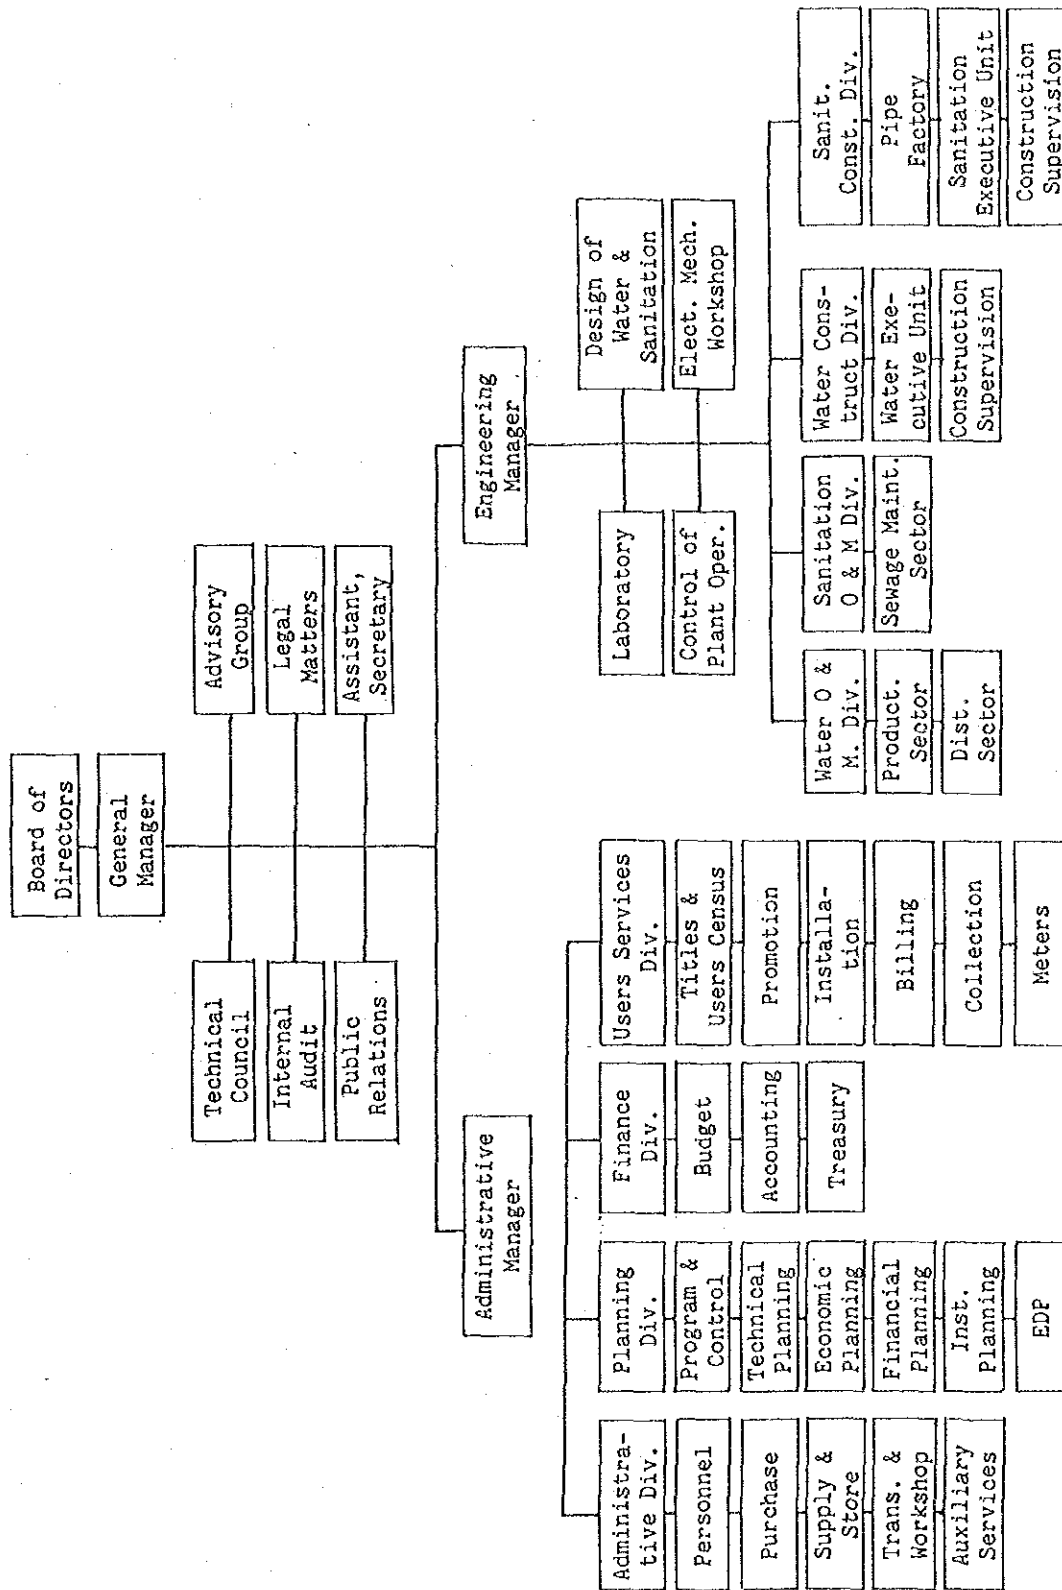 Board of
Directors
General
Manager
Technical
Council
Advisory
Group
Internal
Audit
Legal
Matters
Public
Relations
Assistant,
Secretary
Administrative
Manager
Engineering
Manager
Administra-
tive Div.
Personnel
Purchase
Supply &
Store
Trans. &
Workshop
Auxiliary
Services
Planning
Div.
Program &
Control
Technical
Planning
Economic
Planning
Financial
Planning
Inst.
Planning
EDP
Finance
Div.
Budget
Accounting
Treasury
Users Services
Div.
Titles &
Users Census
Promotion
Installa-
tion
Billing
Collection
Meters
Laboratory
Design of
Water &
Sanitation
Control of
Plant Oper.
Elect. Mech.
Workshop
Water O &
M. Div.
Product.
Sector
Dist.
Sector
Sanitation
O & M Div.
Sewage Maint.
Sector
Water Cons-
truct Div.
Water Exe-
cutive Unit
Construction
Supervision
Sanit.
Const. Div.
Pipe
Factory
Sanitation
Executive Unit
Construction
Supervision